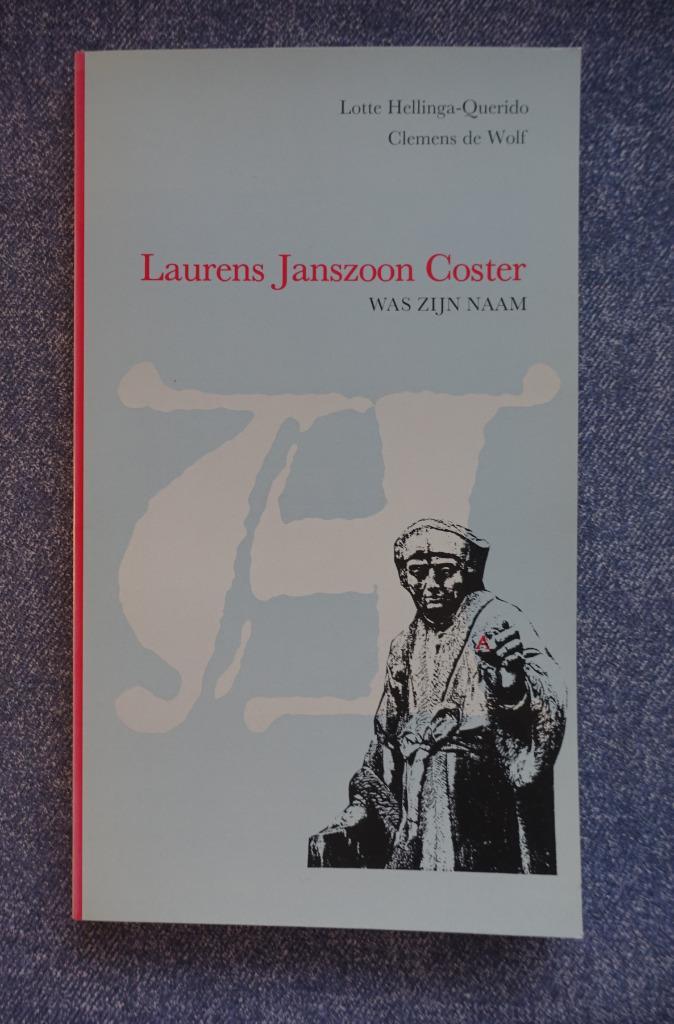 Lotte Hellinga-Querido
Clemens de Wolf
Laurens Janszoon Coster
WAS ZIJN NAAM
A
A